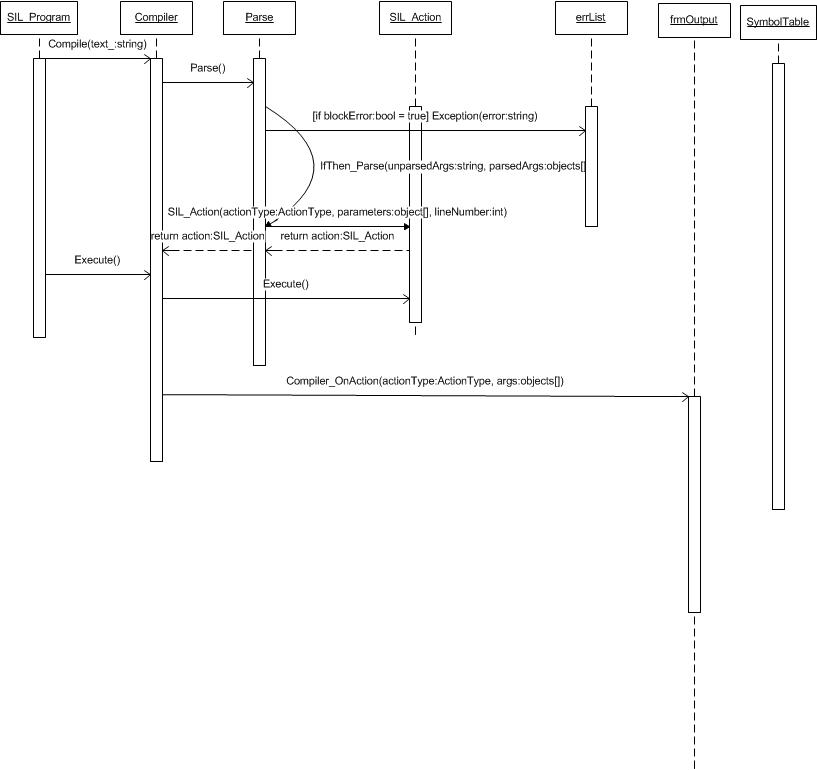 SIL_Program
Compiler
Parse
SIL_Action
errList
frmOutput
SymbolTable
Compile(text_:string)
Parse()
[if blockError:bool = true] Exception(error:string)
IfThen_Parse(unparsedArgs:string, parsedArgs:objects[]
SIL_Action(actionType:ActionType, parameters:object[], lineNumber:int)
return action:SIL_Action
return action:SIL_Action
Execute()
Execute()
Compiler_OnAction(actionType:ActionType, args:objects[])